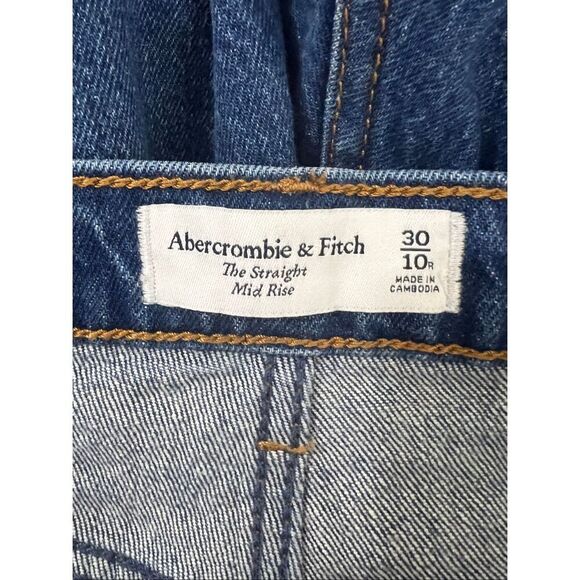 Abercrombie & Fitch
The Straight
Mid Rise
30
10R
MADE IN
CAMBODIA